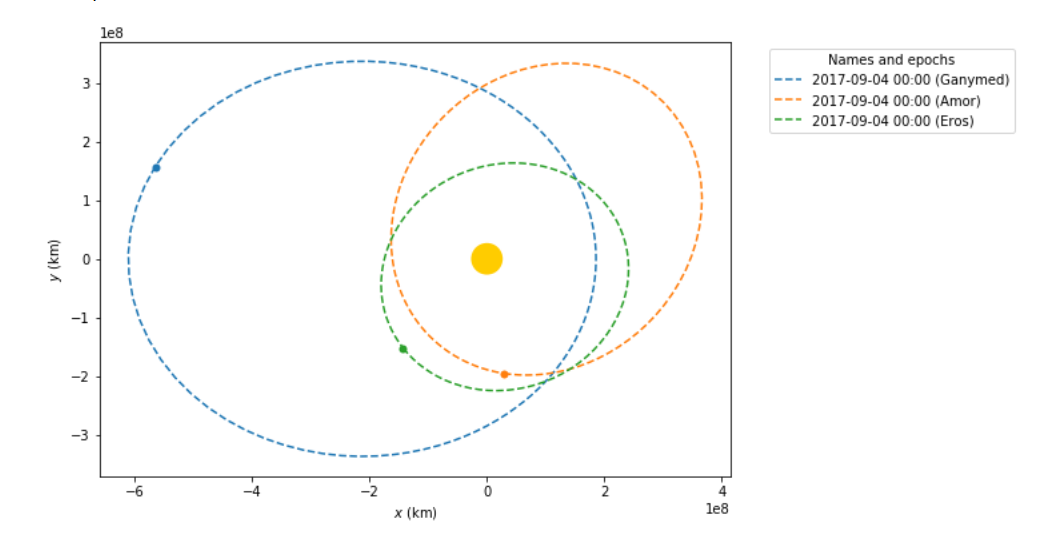 1e8
3
2
1
0
−1
−2
−3
y (km)
−6
−4
−2
0
2
4
x (km)
1e8
Names and epochs
2017-09-04 00:00 (Ganymed)
2017-09-04 00:00 (Amor)
2017-09-04 00:00 (Eros)